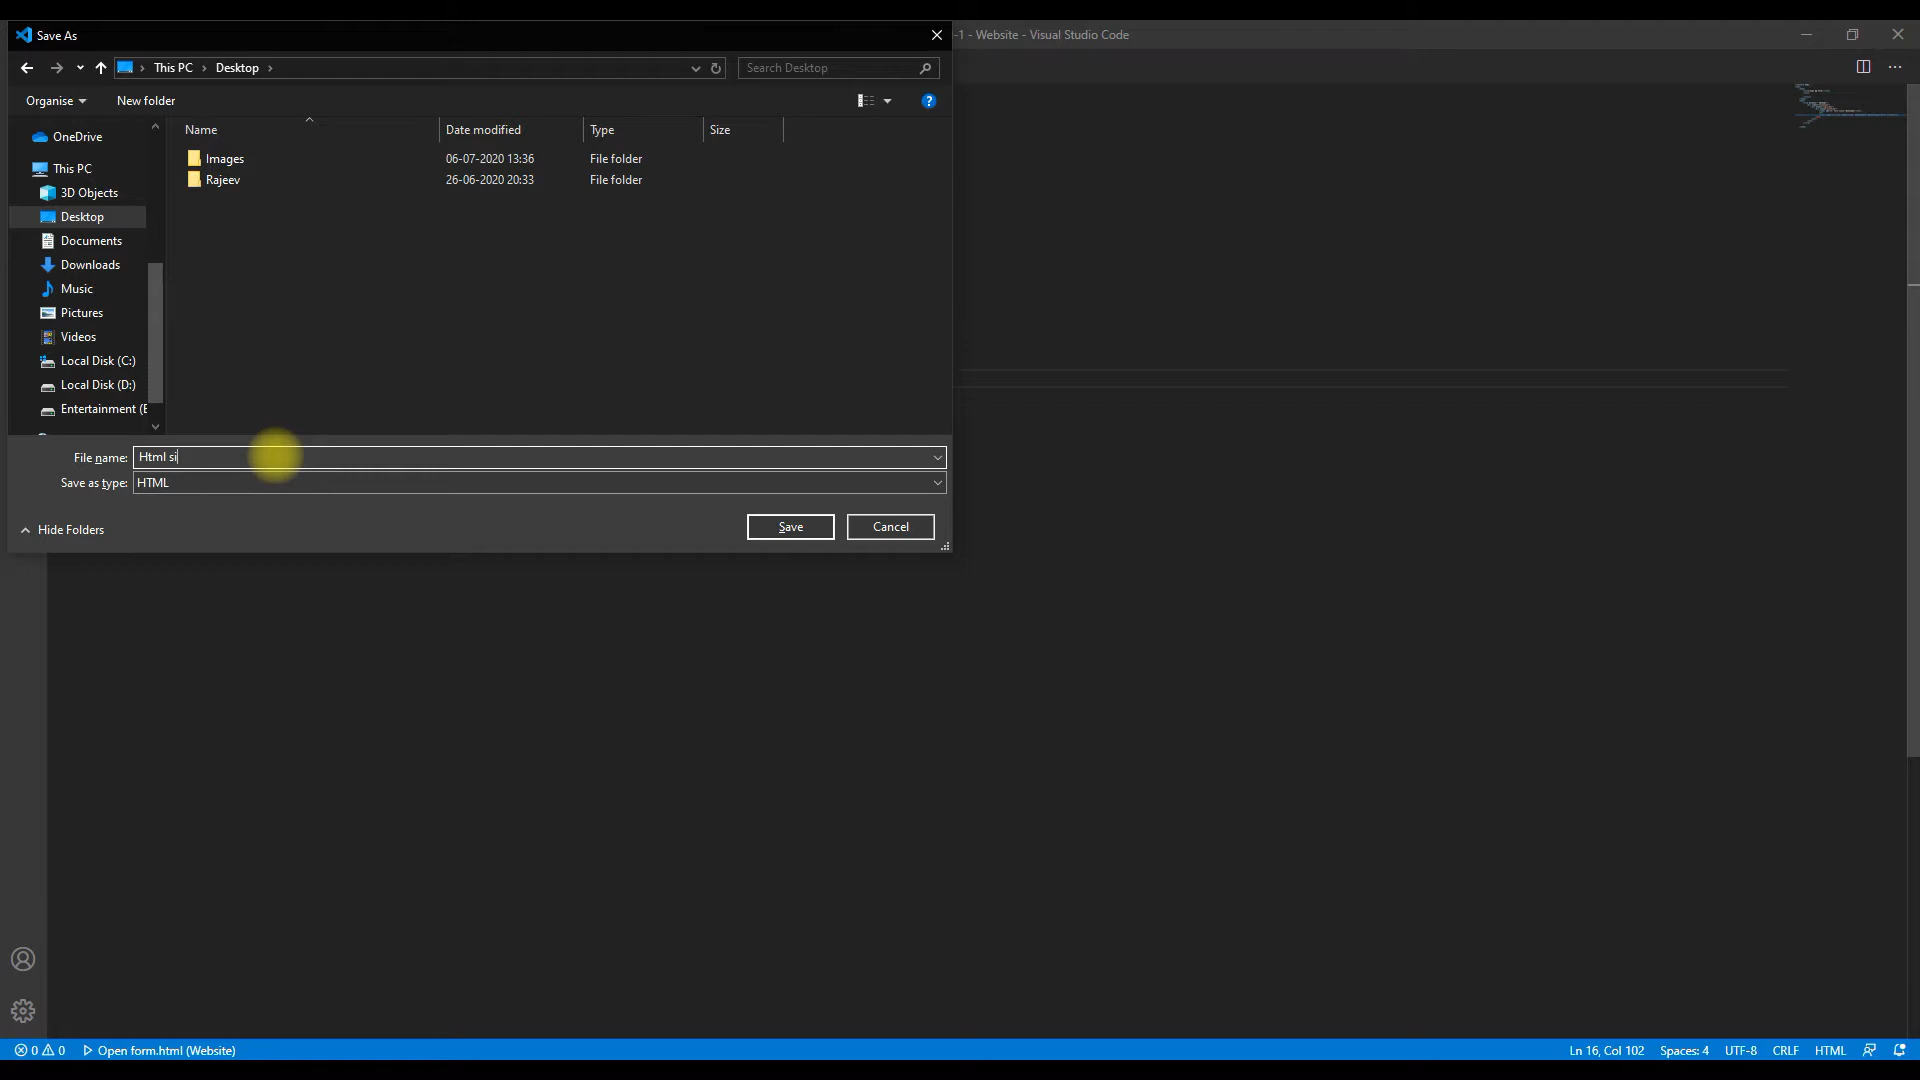 Save As
-1 - Website - Visual Studio Code
This PC
Desktop
Search Desktop
Organise
New folder
Name
Date modified
Type
Size
OneDrive
This PC
3D Objects
Desktop
Documents
Downloads
Music
Pictures
Videos
Local Disk (C:)
Local Disk (D:)
Entertainment (E
Images
06-07-2020 13:36
File folder
Rajeev
26-06-2020 20:33
File folder
File name:
Html si
Save as type:
HTML
Hide Folders
Save
Cancel
0
0
Open form.html (Website)
Ln 16, Col 102
Spaces: 4
UTF-8
CRLF
HTML